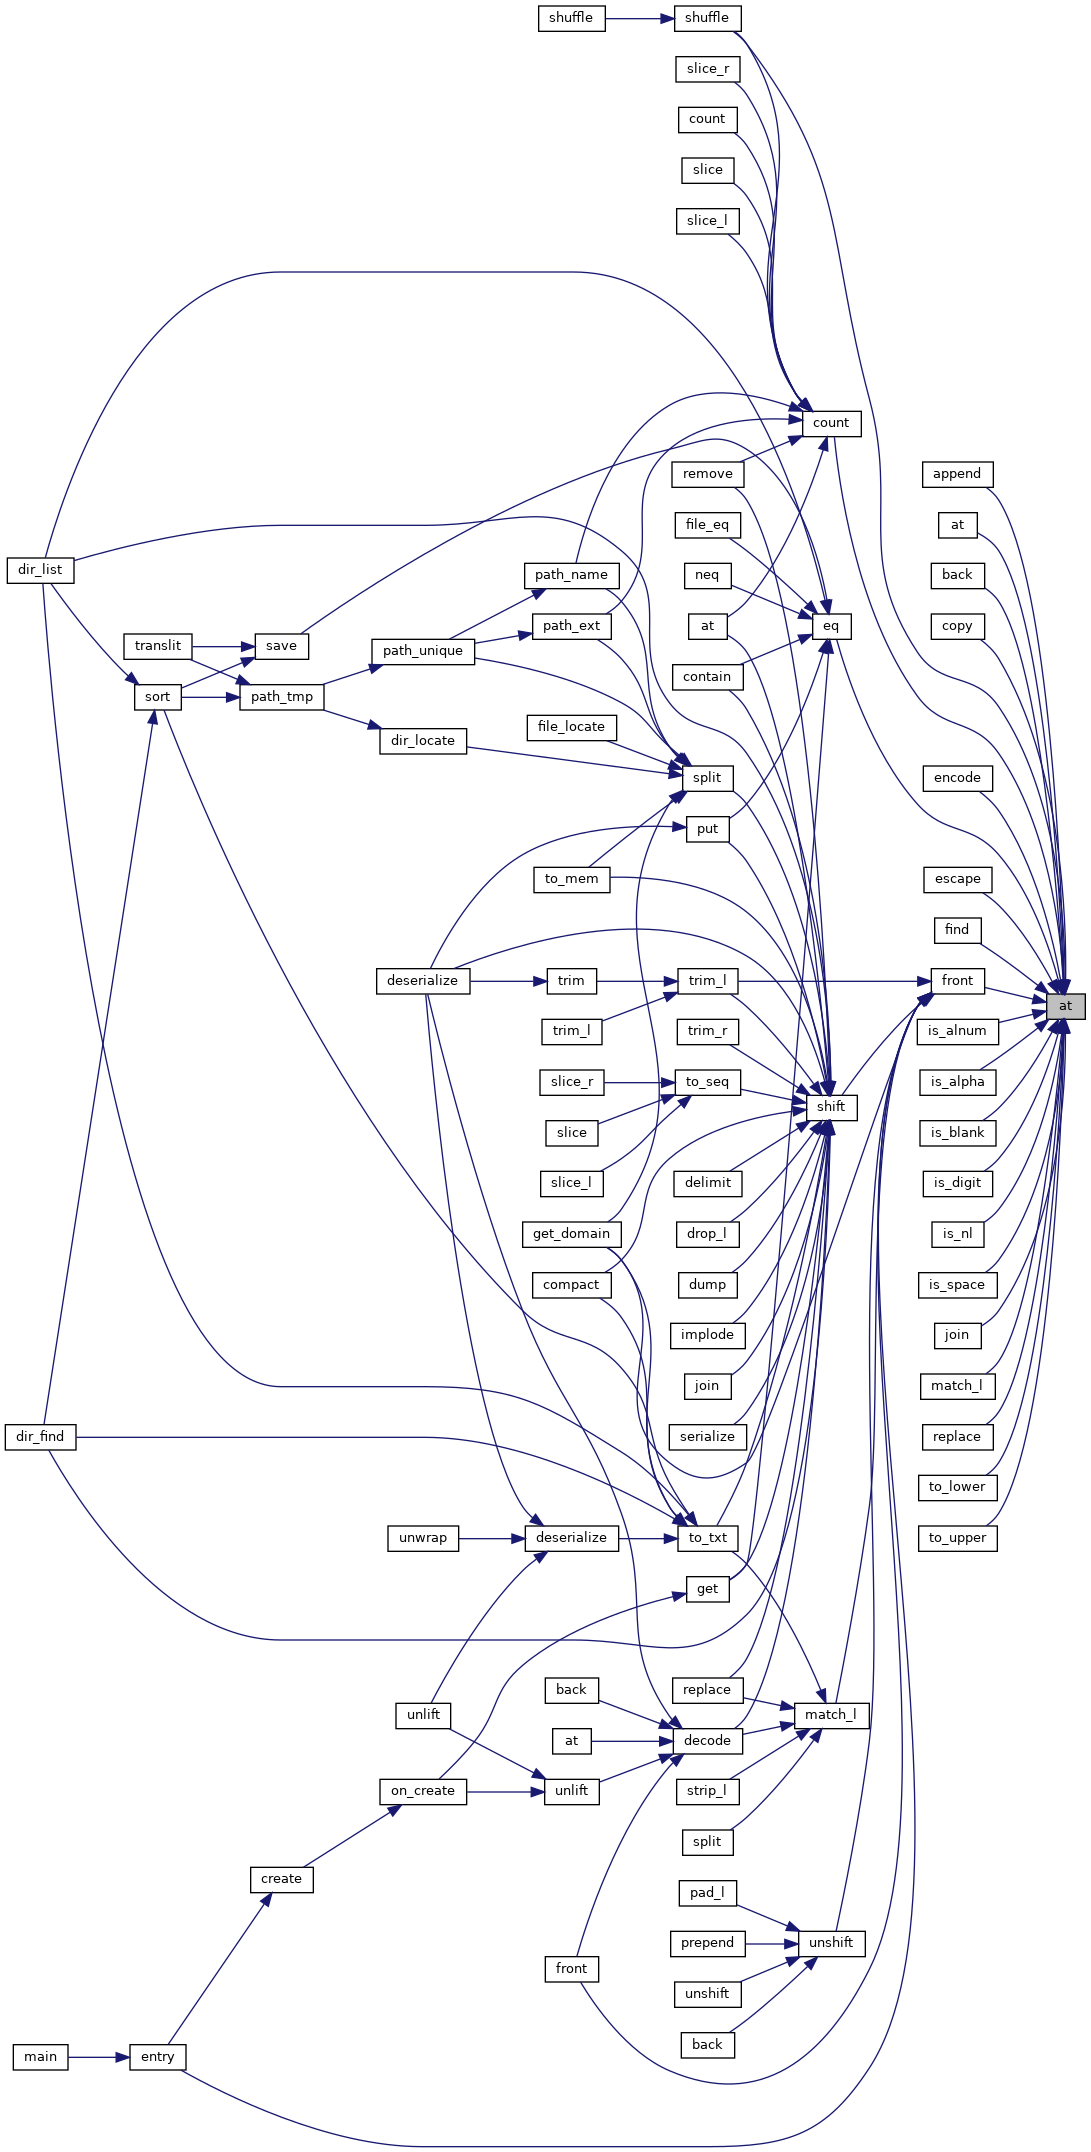 shuffle
shuffle
slice_r
count
slice
slice_l
count
remove
append
file_eq
at
dir_list
path_name
neq
back
path_ext
at
eq
copy
translit
save
path_unique
contain
sort
path_tmp
file_locate
dir_locate
split
encode
put
to_mem
escape
find
deserialize
trim
trim_l
front
at
trim_l
trim_r
is_alnum
slice_r
to_seq
is_alpha
shift
slice
is_blank
slice_l
delimit
is_digit
get_domain
drop_l
is_nl
compact
dump
is_space
implode
join
join
match_l
dir_find
serialize
replace
to_lower
unwrap
deserialize
to_txt
to_upper
get
back
replace
unlift
match_l
at
decode
on_create
unlift
strip_l
split
create
pad_l
prepend
unshift
front
unshift
back
main
entry